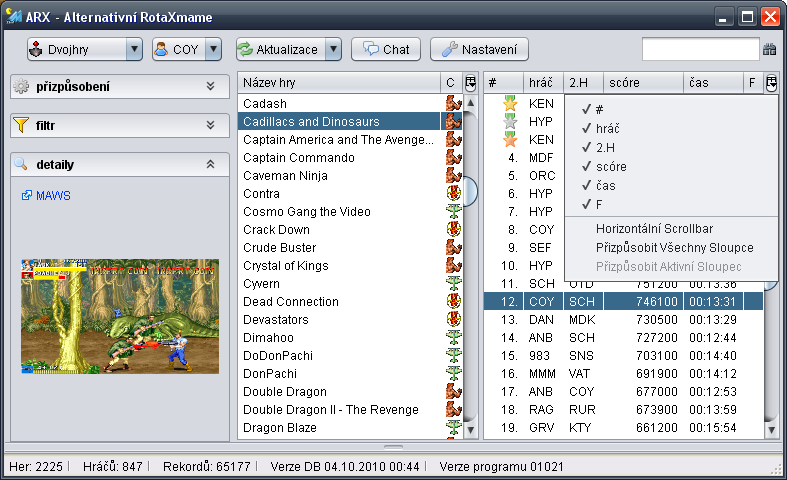 ARX - Alternativní RotaXmame
Dvojhry COY Aktualizace Chat Nastavení
přizpůsobení
filtr
detaily
MAWS
Název hry C
Cadash
Cadillacs and Dinosaurs
Captain America and The Avenge...
Captain Commando
Caveman Ninja
Contra
Cosmo Gang the Video
Crack Down
Crude Buster
Crystal of Kings
Cyvern
Dead Connection
Devastators
Dimahoo
DoDonPachi
DonPachi
Double Dragon
Double Dragon II - The Revenge
Dragon Blaze
# hráč 2.H scóre čas F
KEN
HYP
KEN
4. MDF
5. ORC
6. HYP
7. HYP
8. COY
9. SEF
10. HYP
11. SCH OTD 751200 00:13:36
12. COY SCH 746100 00:13:31
13. DAN MDK 730500 00:13:29
14. ANB SCH 727200 00:12:44
15. 983 SNS 703100 00:14:40
16. MMM VAT 691900 00:14:12
17. ANB COY 677000 00:12:53
18. RAG RUR 673900 00:13:59
19. GRV KTY 661200 00:15:54
#
hráč
2.H
scóre
čas
F
Horizontální Scrollbar
Přizpůsobit Všechny Sloupce
Přizpůsobit Aktivní Sloupec
Her: 2225 Hráčů: 847 Rekordů: 65177 Verze DB 04.10.2010 00:44 Verze programu 01021